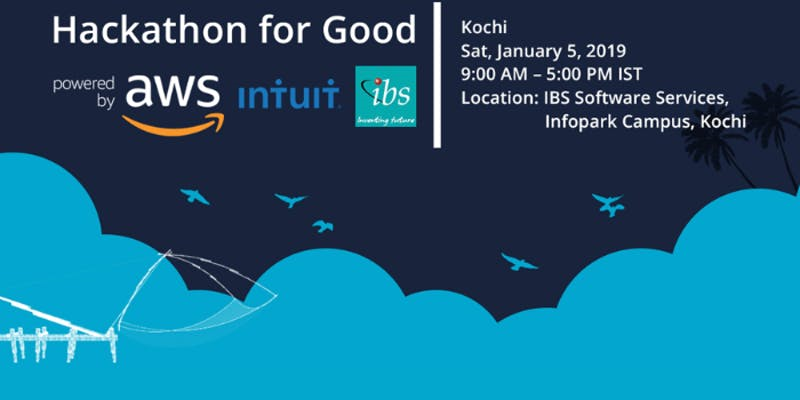 Hackathon for Good
powered
by
aws
intuit
ibs
Inventing future
Kochi
Sat, January 5, 2019
9:00 AM – 5:00 PM IST
Location: IBS Software Services,
Infopark Campus, Kochi